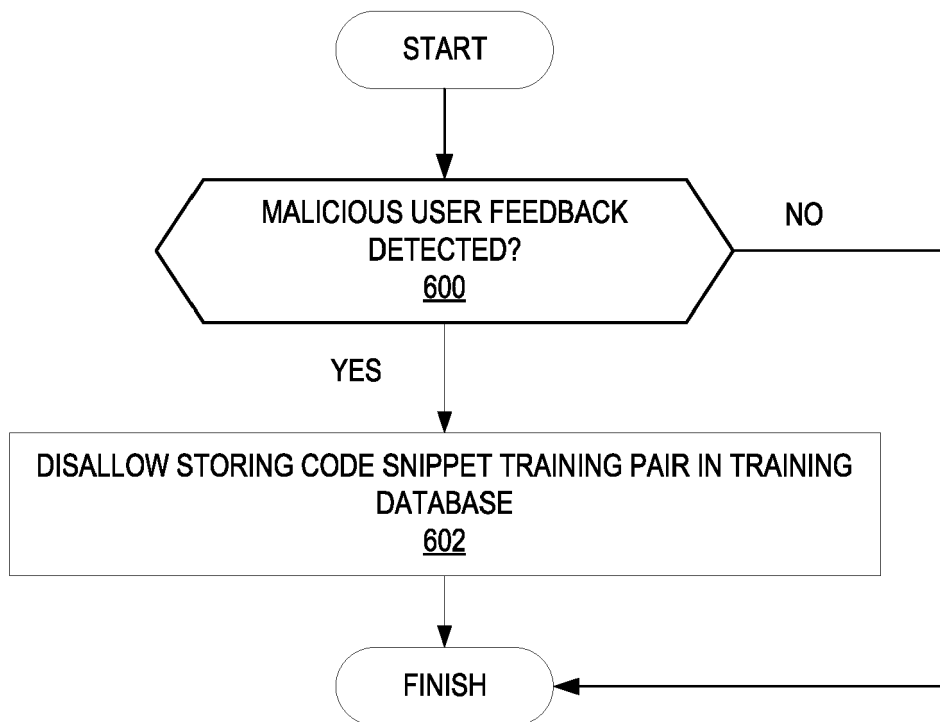 START
MALICIOUS USER FEEDBACK
DETECTED?
600
NO
YES
DISALLOW STORING CODE SNIPPET TRAINING PAIR IN TRAINING
DATABASE
602
FINISH